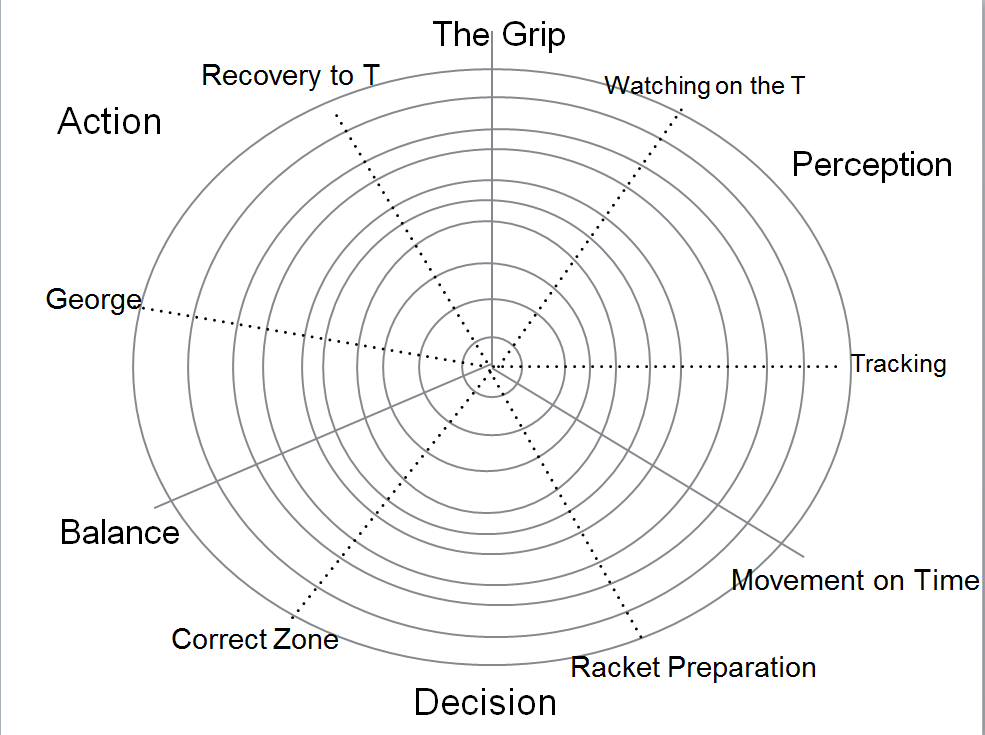 The Grip
Recovery to T
Watching on the T
Action
Perception
George
Tracking
Balance
Movement on Time
Correct Zone
Racket Preparation
Decision